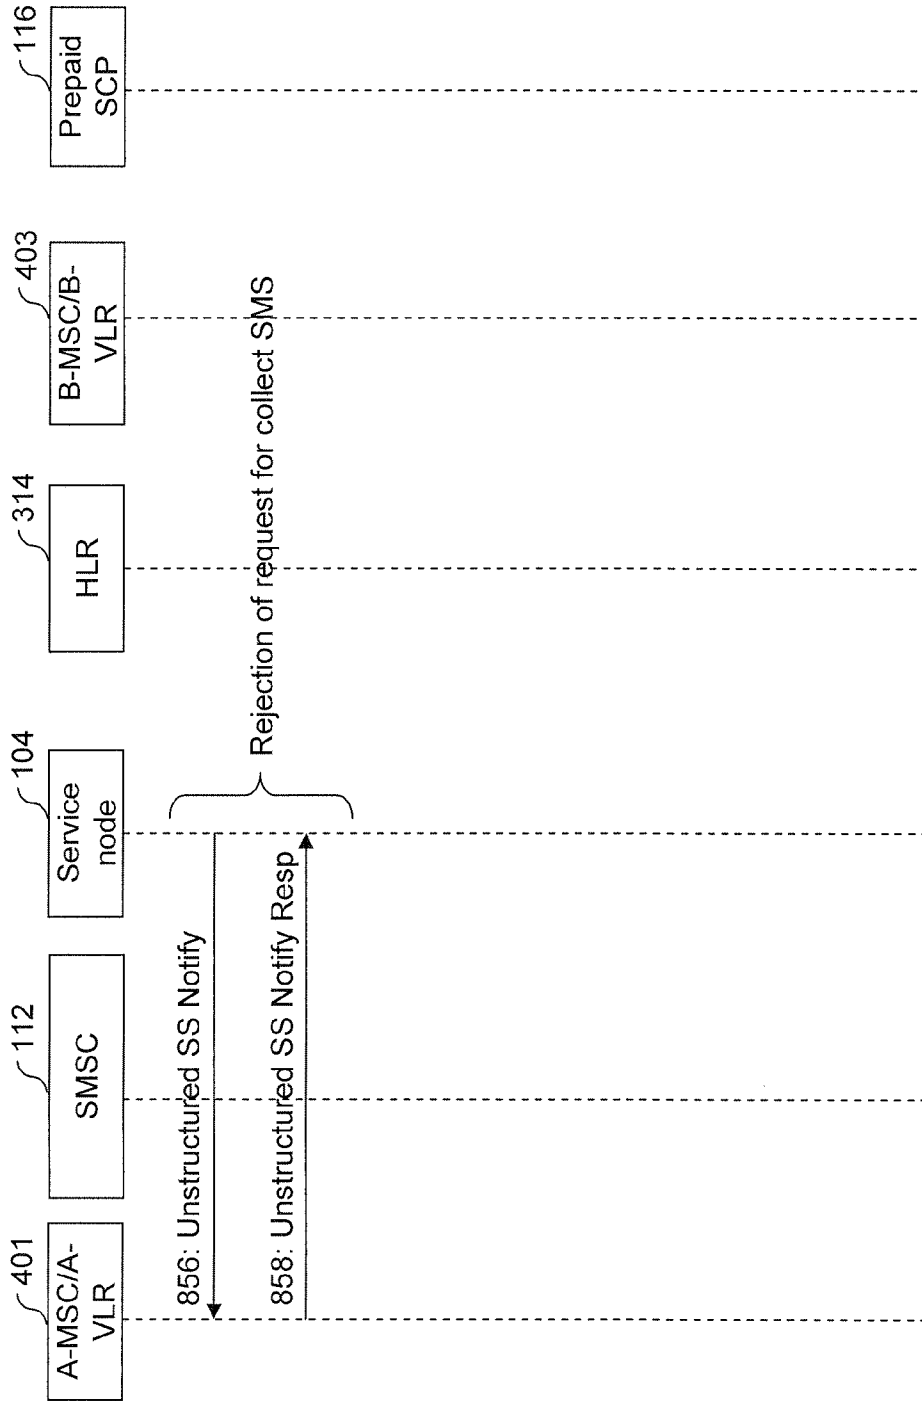 401
112
104
314
403
116
A-MSC/A-
VLR
SMSC
Service
node
HLR
B-MSC/B-
VLR
Prepaid
SCP
856: Unstructured SS Notify
858: Unstructured SS Notify Resp
Rejection of request for collect SMS